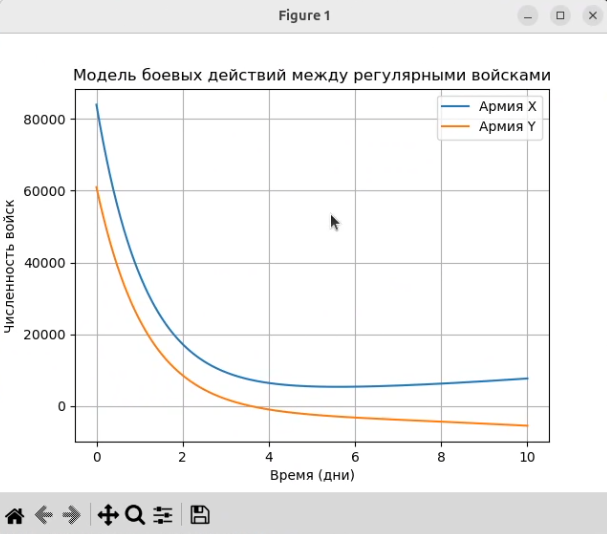 Figure 1
Модель боевых действий между регулярными войсками
Армия X
Армия Y
80000
60000
40000
20000
0
Численность войск
0 2 4 6 8 10
Время (дни)